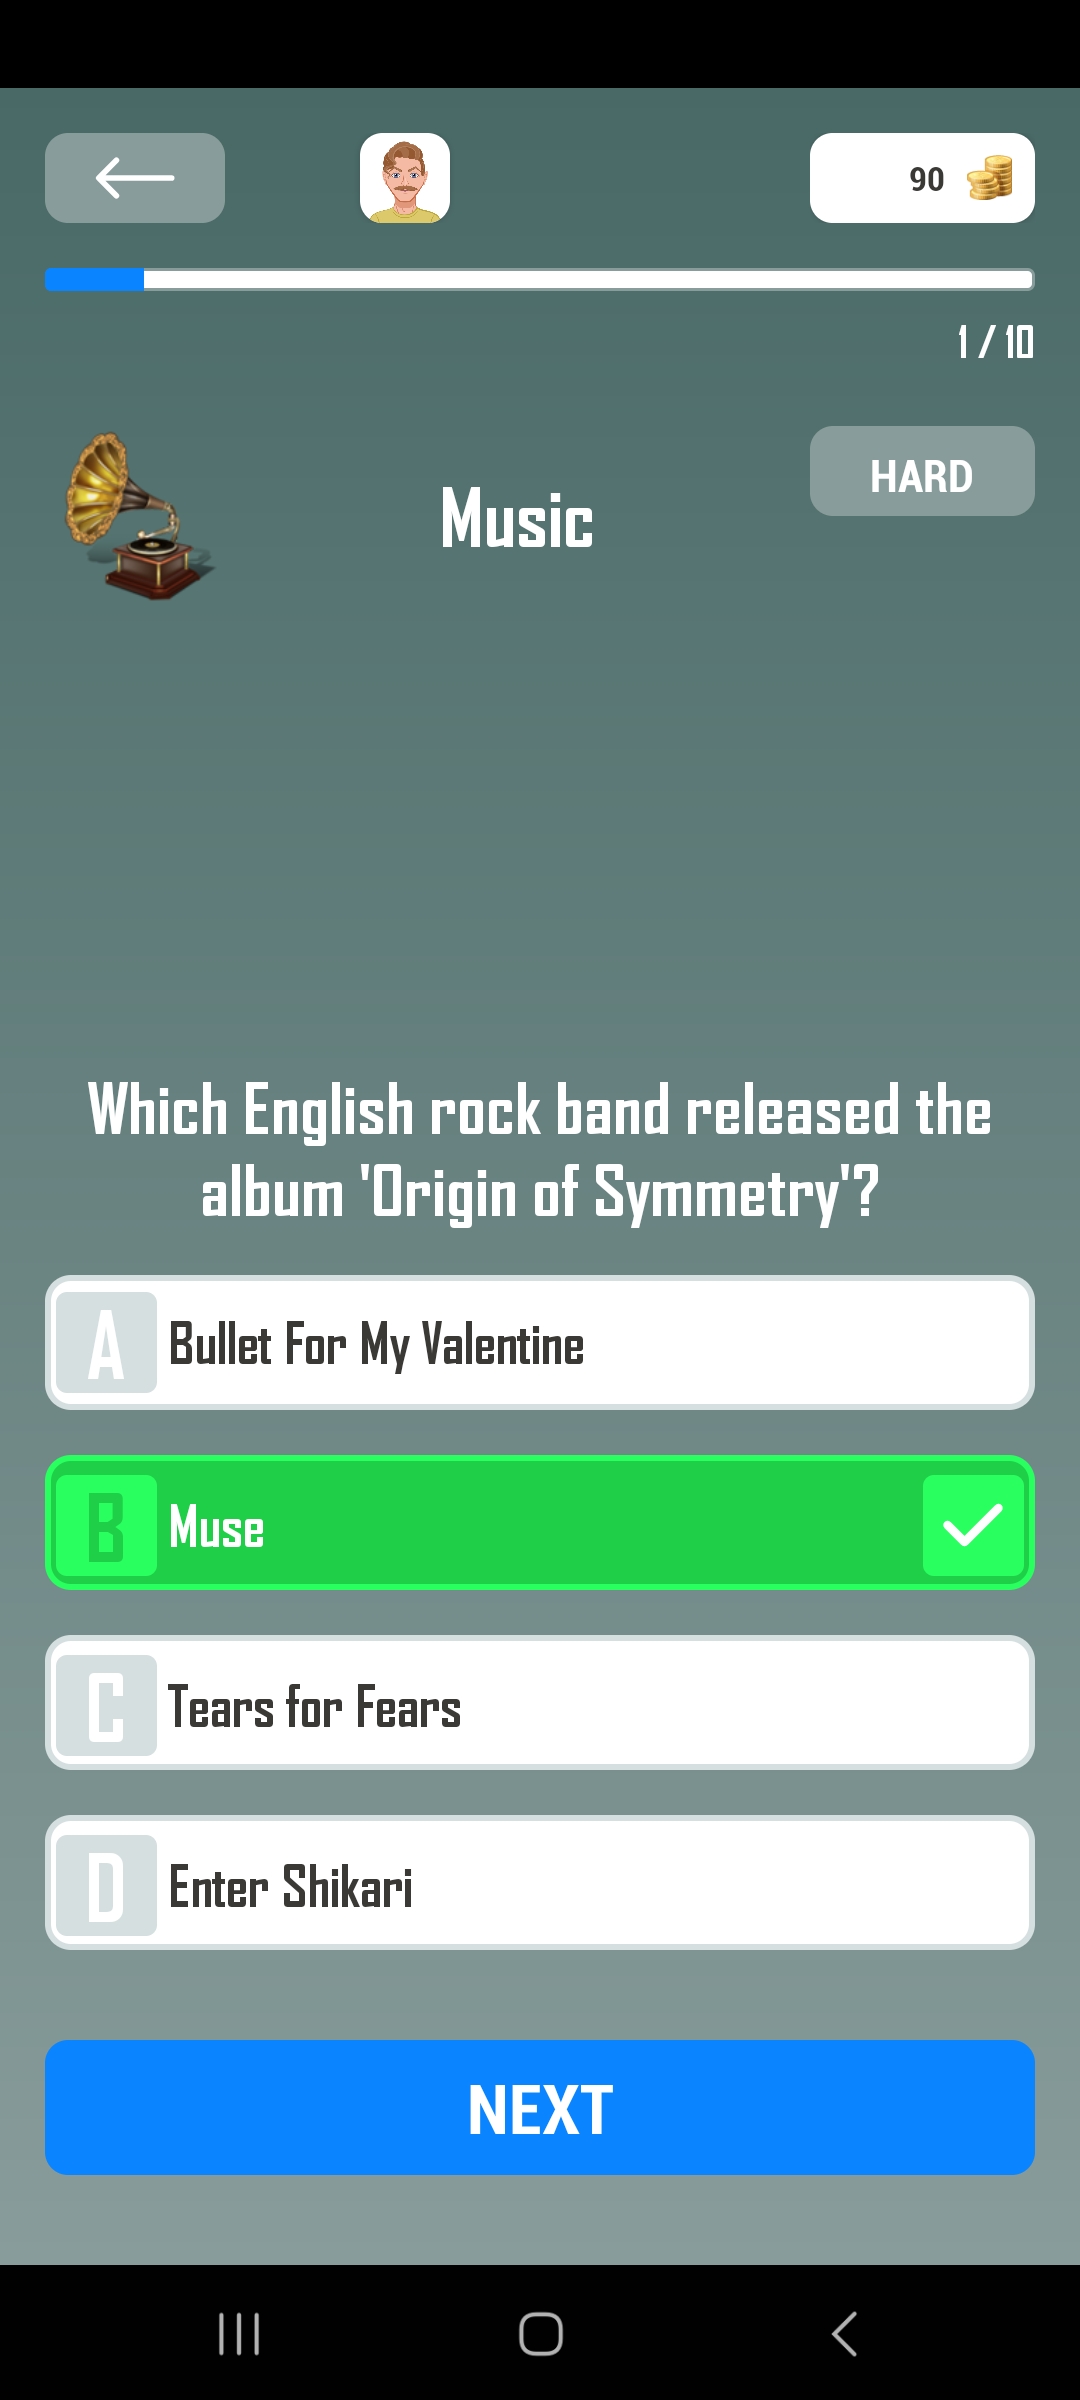 90
1 / 10
HARD
Music
Which English rock band released the
album 'Origin of Symmetry'?
A Bullet For My Valentine
B Muse
C Tears for Fears
D Enter Shikari
NEXT